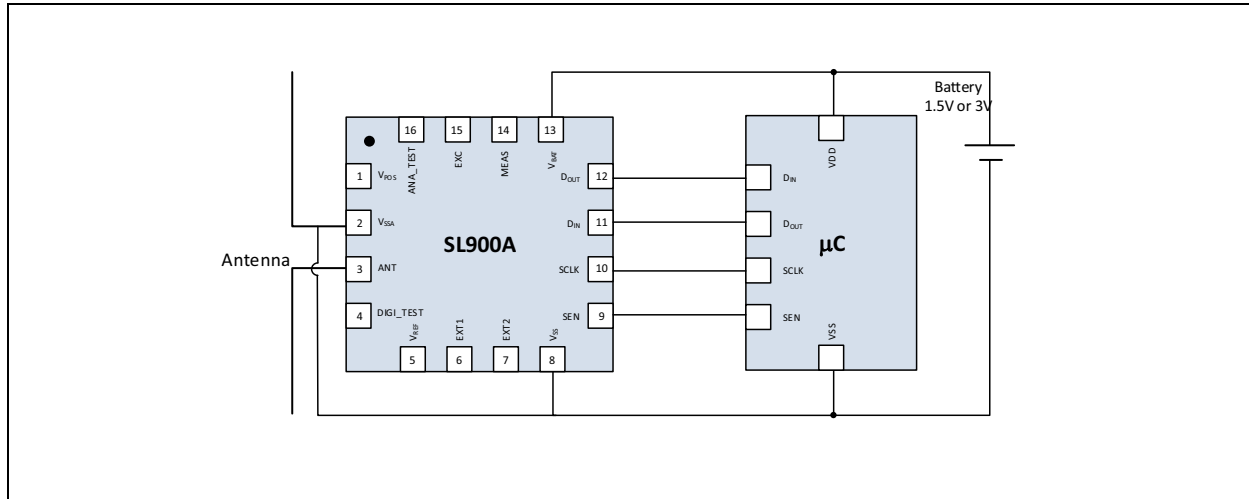 Battery
1.5V or 3V
16
15
14
13
ANA_TEST
EXC
MEAS
VBAT
VDD
1
VPOS
DOUT
12
DIN
2
VSSA
DIN
11
DOUT
SL900A
μC
Antenna
3
ANT
SCLK
10
SCLK
4
DIGI_TEST
SEN
9
SEN
VREF
EXT1
EXT2
VSS
VSS
5
6
7
8